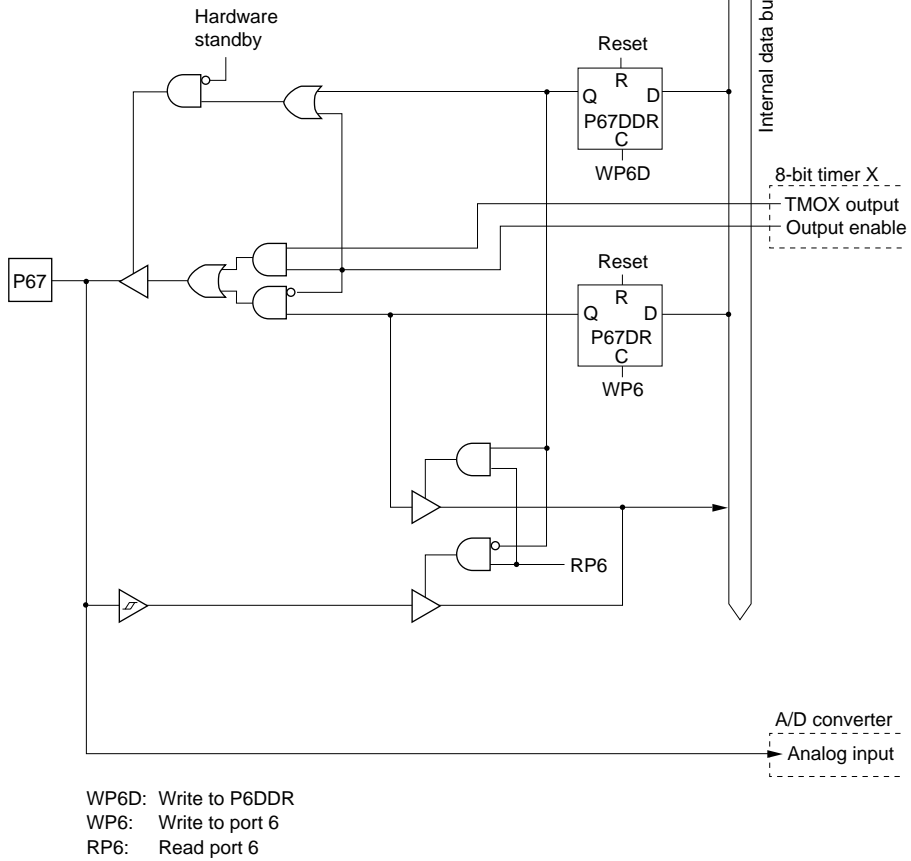 Hardware
standby
Reset
R
Q
D
P67DDR
C
WP6D
8-bit timer X
TMOX output
Output enable
P67
Reset
R
Q
D
P67DR
C
WP6
RP6
A/D converter
Analog input
WP6D: Write to P6DDR
WP6: Write to port 6
RP6: Read port 6
Internal data